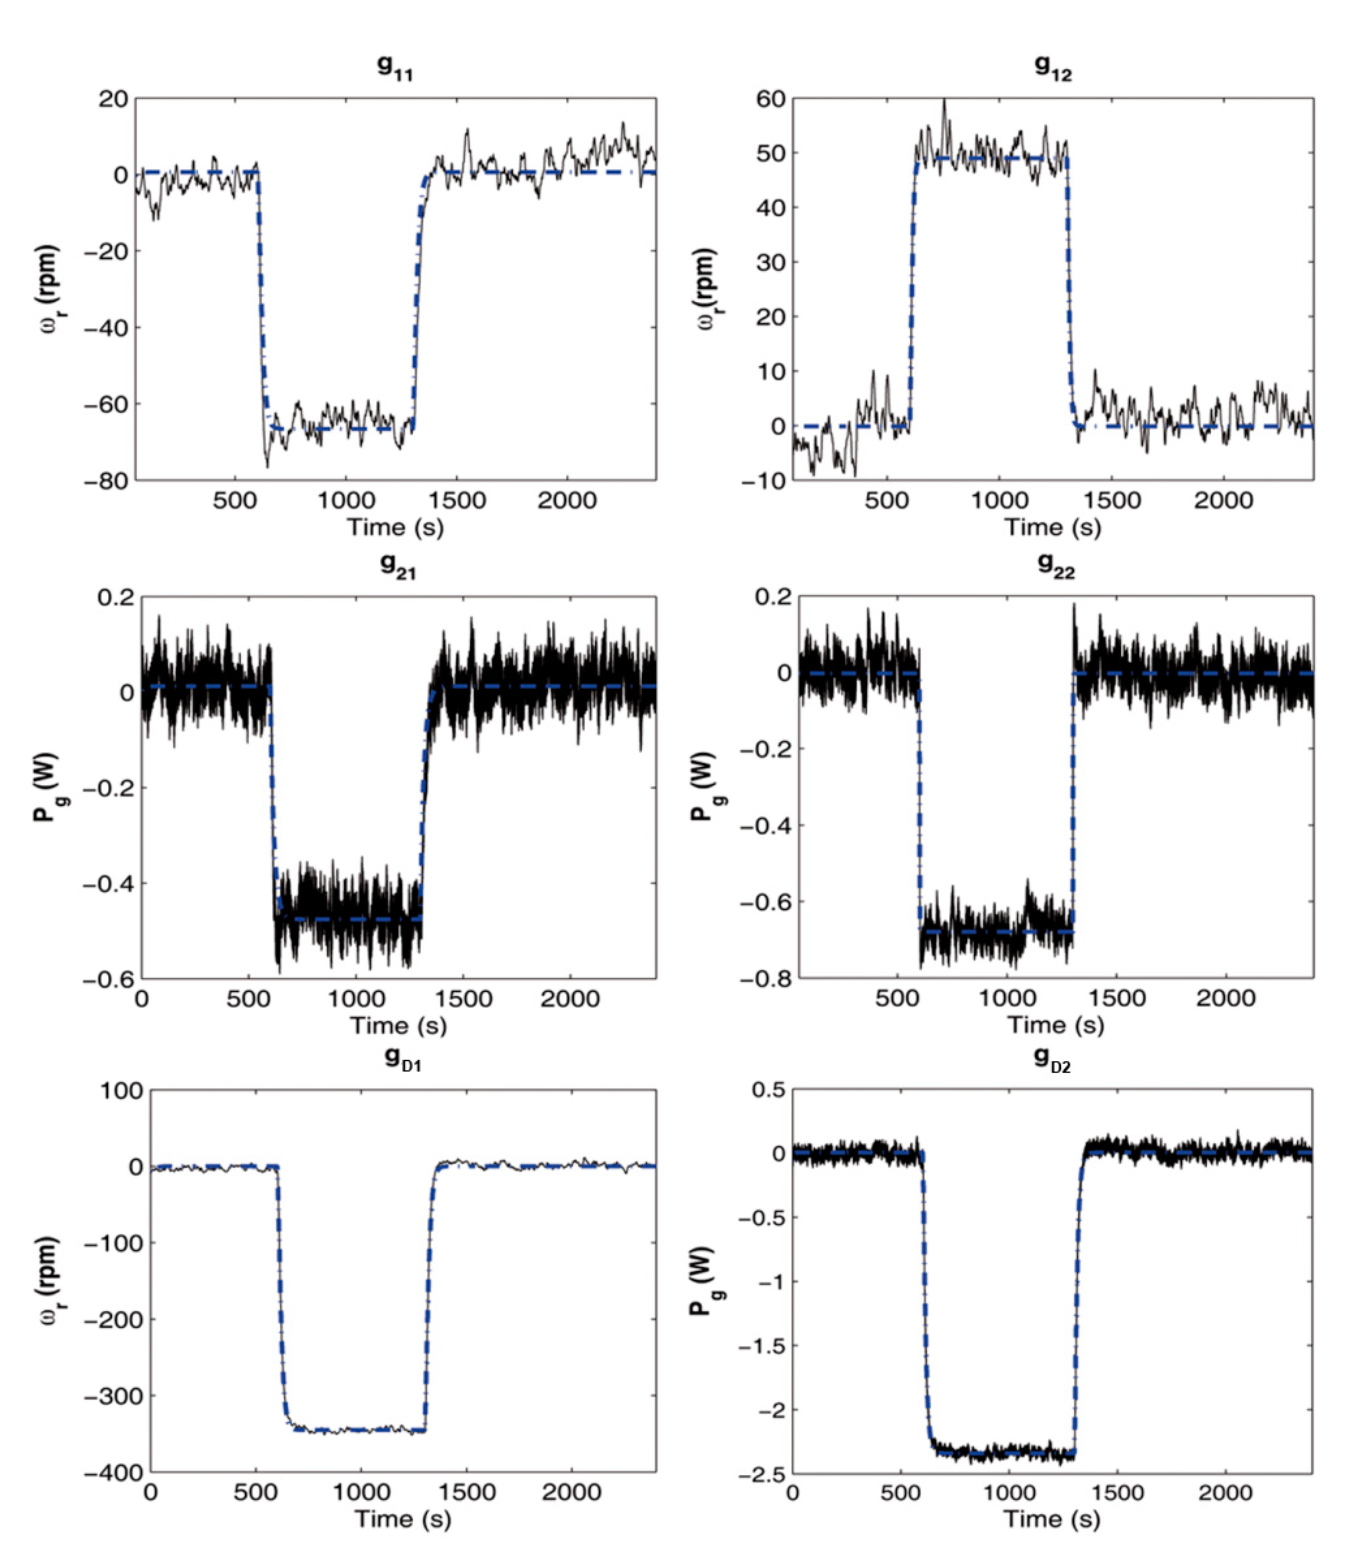 g11
20
0
−20
−40
−60
−80
ωr (rpm)
500 1000 1500 2000
Time (s)
g12
60
50
40
30
20
10
0
−10
ωr(rpm)
500 1000 1500 2000
Time (s)
g21
0.2
0
−0.2
−0.4
−0.6
Pg (W)
0 500 1000 1500 2000
Time (s)
g22
0.2
0
−0.2
−0.4
−0.6
−0.8
Pg (W)
500 1000 1500 2000
Time (s)
gD1
100
0
−100
−200
−300
−400
ωr (rpm)
0 500 1000 1500 2000
Time (s)
gD2
0.5
0
−0.5
−1
−1.5
−2
−2.5
Pg (W)
0 500 1000 1500 2000
Time (s)